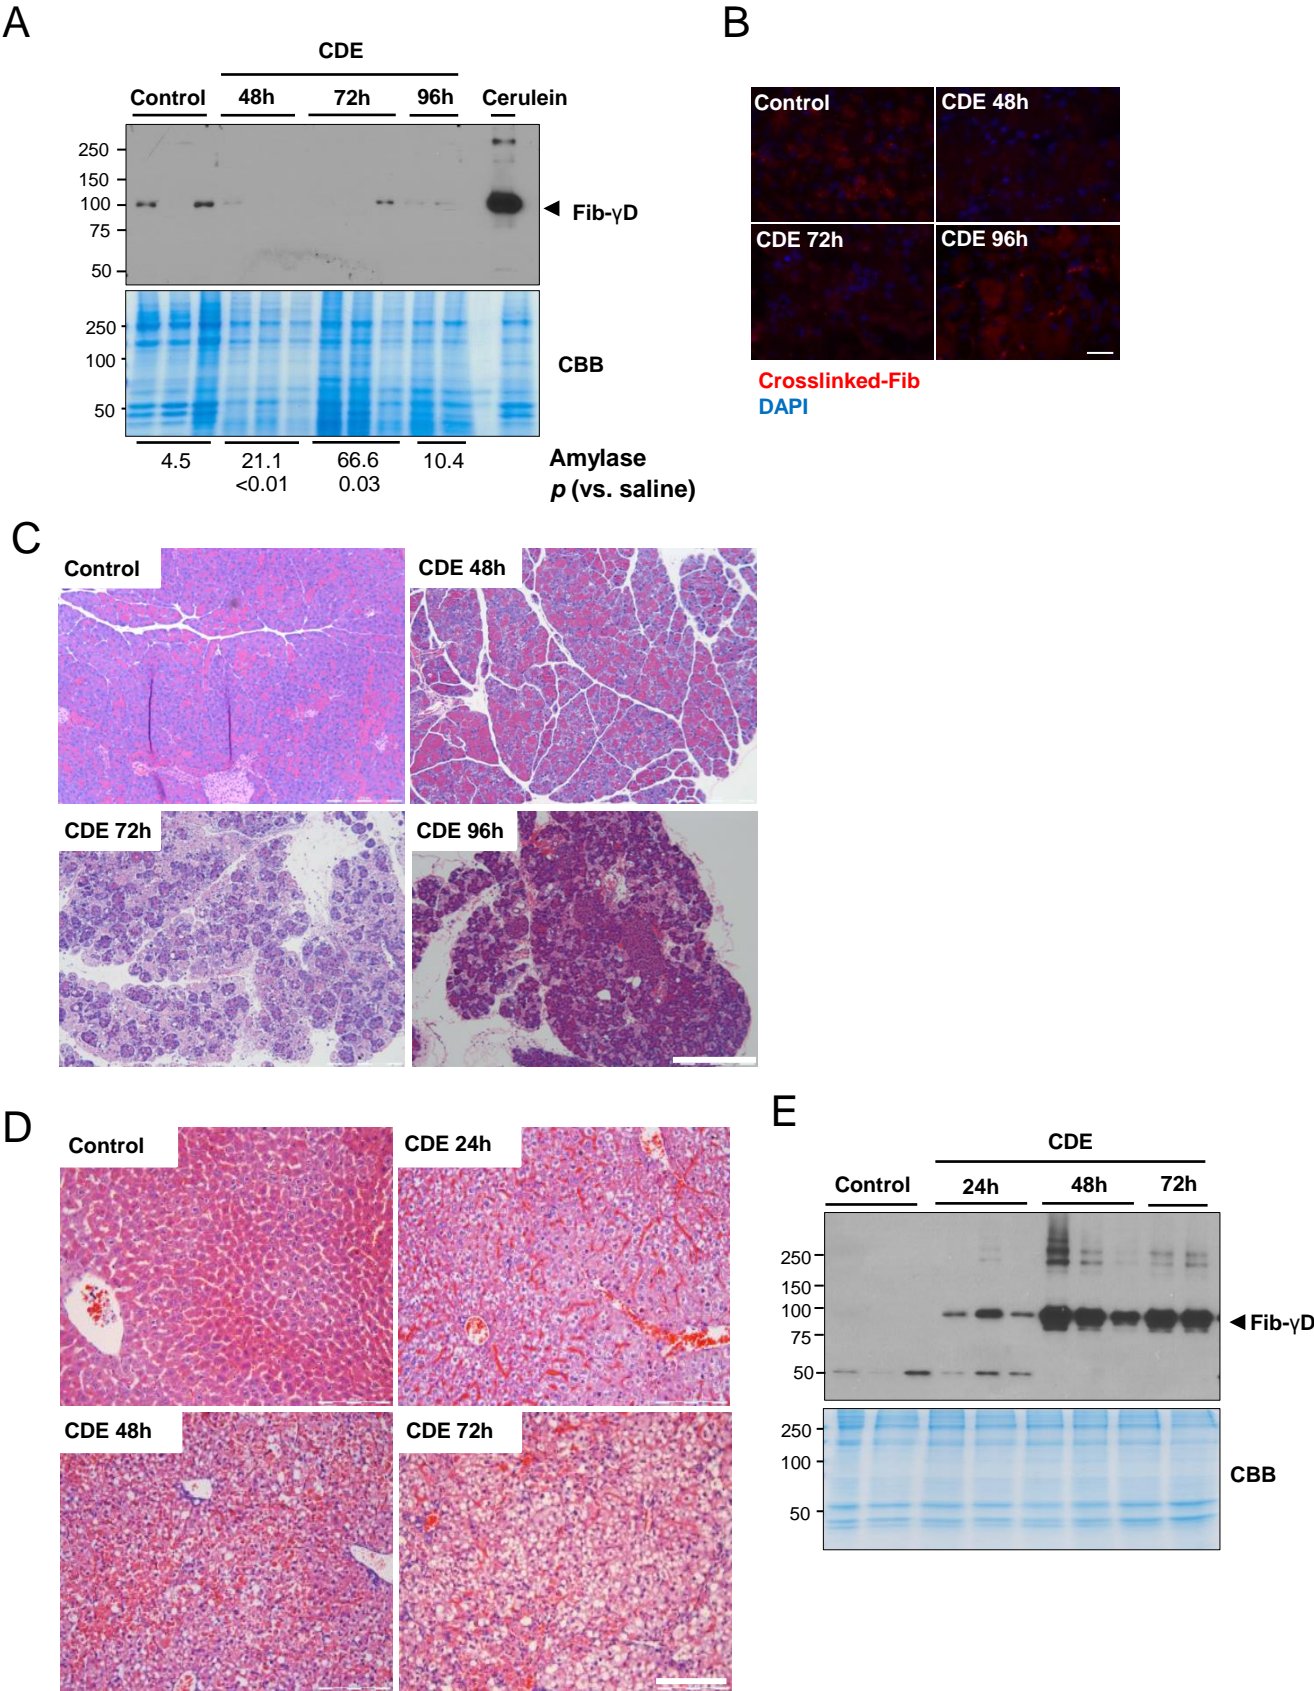 A
CDE
Control 48h 72h 96h Cerulein
250
150
100
75
50
Fib-γD
250
100
50
CBB
4.5 21.1 66.6 10.4 Amylase
<0.01 0.03 p (vs. saline)
B
Control
CDE 48h
CDE 72h
CDE 96h
Crosslinked-Fib
DAPI
C
Control
CDE 48h
CDE 72h
CDE 96h
D
Control
CDE 24h
CDE 48h
CDE 72h
E
CDE
Control 24h 48h 72h
250
150
100
75
50
Fib-γD
250
100
50
CBB